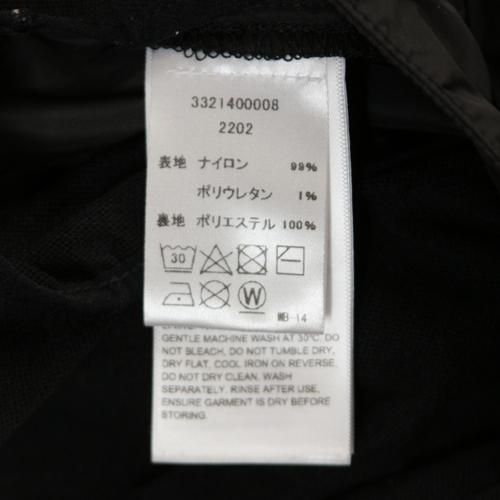 3321400008
2202
表地 ナイロン 99%
ポリウレタン 1%
裏地 ポリエステル 100%
30
W
WB-14
GENTLE MACHINE WASH AT 30°C. DO
NOT BLEACH, DO NOT TUMBLE DRY,
DRY FLAT, COOL IRON ON REVERSE.
DO NOT DRY CLEAN. WASH
SEPARATELY. RINSE AFTER USE,
ENSURE GARMENT IS DRY BEFORE
STORING.